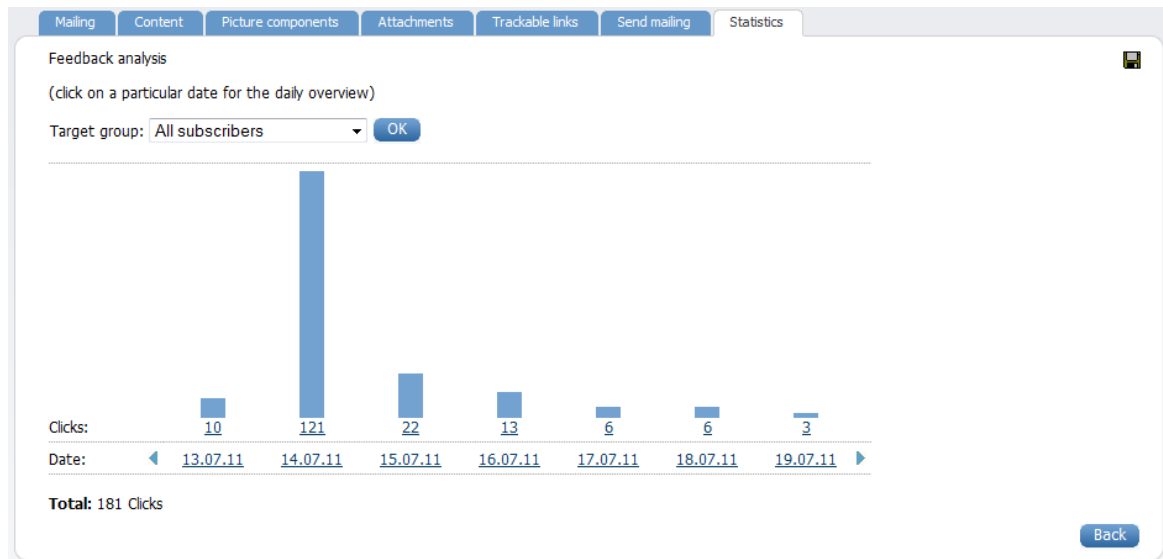 Mailing Content Picture components Attachments Trackable links Send mailing Statistics
Feedback analysis
(click on a particular date for the daily overview)
Target group: All subscribers OK
Clicks: 10 121 22 13 6 6 3
Date: 13.07.11 14.07.11 15.07.11 16.07.11 17.07.11 18.07.11 19.07.11
Total: 181 Clicks
Back